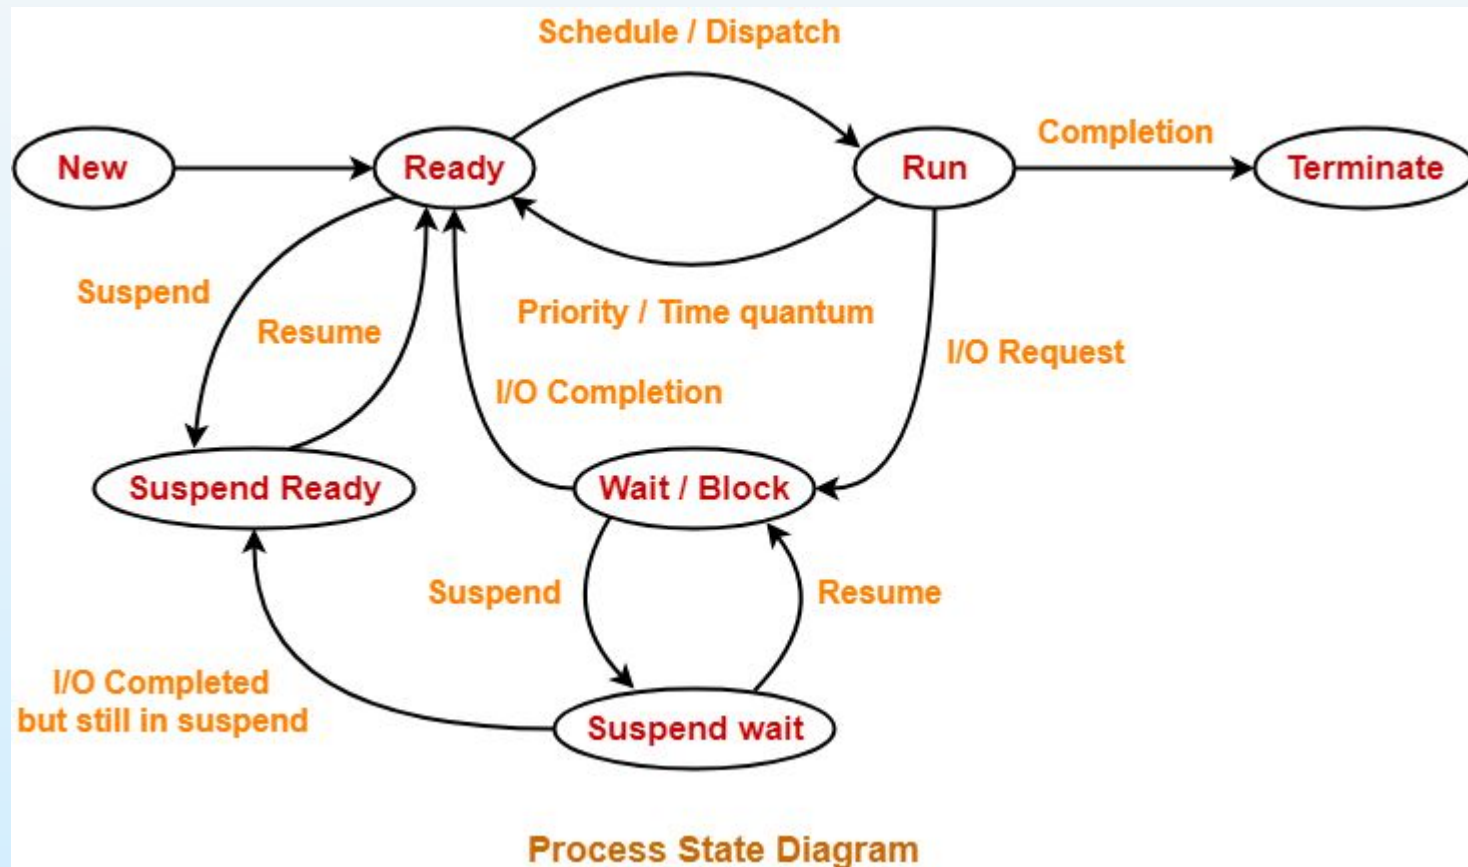 Schedule / Dispatch
Completion
New
Ready
Run
Terminate
Suspend
Resume
Priority / Time quantum
I/O Request
I/O Completion
Suspend Ready
Wait / Block
Suspend
Resume
I/O Completed
but still in suspend
Suspend wait
Process State Diagram